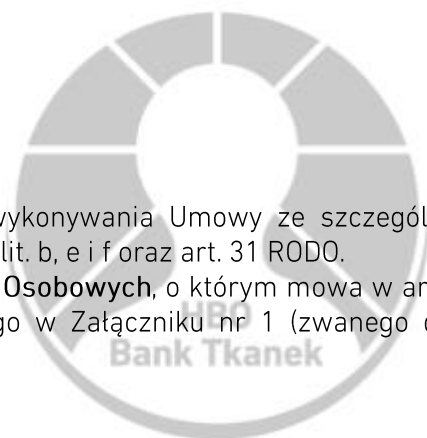 wykonywania Umowy ze szczegól
lit. b, e i f oraz art. 31 RODO.
Osobowych, o którym mowa w ar
go w Załączniku nr 1 (zwanego
Bank Tkanek